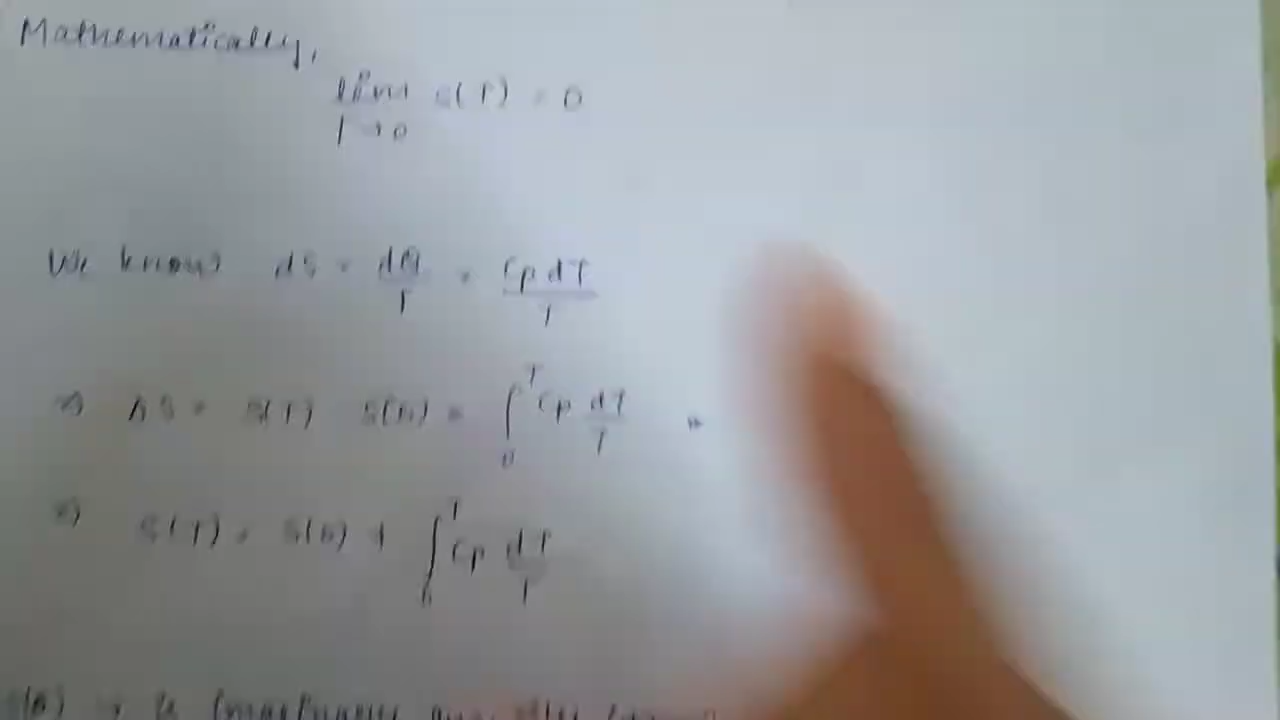 Mathematically,
lim S(T) = 0
T→0
We know dS = dQ/T = Cp dT/T
⇒ ΔS = S(T) - S(0) = ∫₀ᵀ Cp dT/T
⇒ S(T) = S(0) + ∫₀ᵀ Cp dT/T
S(0) →